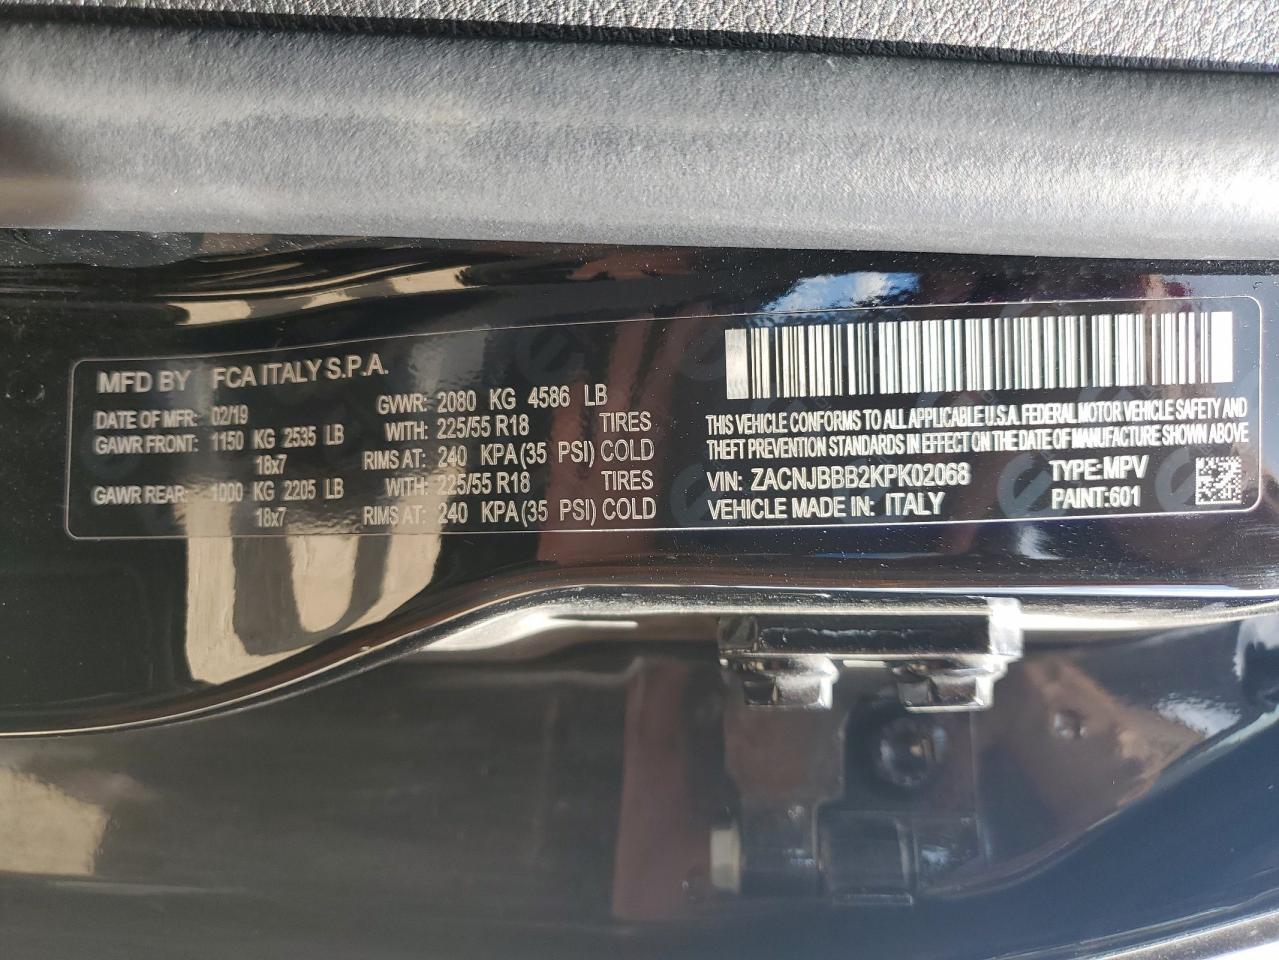 MFD BY FCA ITALY S.P.A.
DATE OF MFR: 02/19 GVWR: 2080 KG 4586 LB
GAWR FRONT: 1150 KG 2535 LB WITH: 225/55 R18 TIRES
18x7 RIMS AT: 240 KPA (35 PSI) COLD
GAWR REAR: 1000 KG 2205 LB WITH: 225/55 R18 TIRES
18x7 RIMS AT: 240 KPA (35 PSI) COLD
THIS VEHICLE CONFORMS TO ALL APPLICABLE U.S.A. FEDERAL MOTOR VEHICLE SAFETY AND
THEFT PREVENTION STANDARDS IN EFFECT ON THE DATE OF MANUFACTURE SHOWN ABOVE
VIN: ZACNJBBB2KPK02068 TYPE: MPV
VEHICLE MADE IN: ITALY PAINT: 601